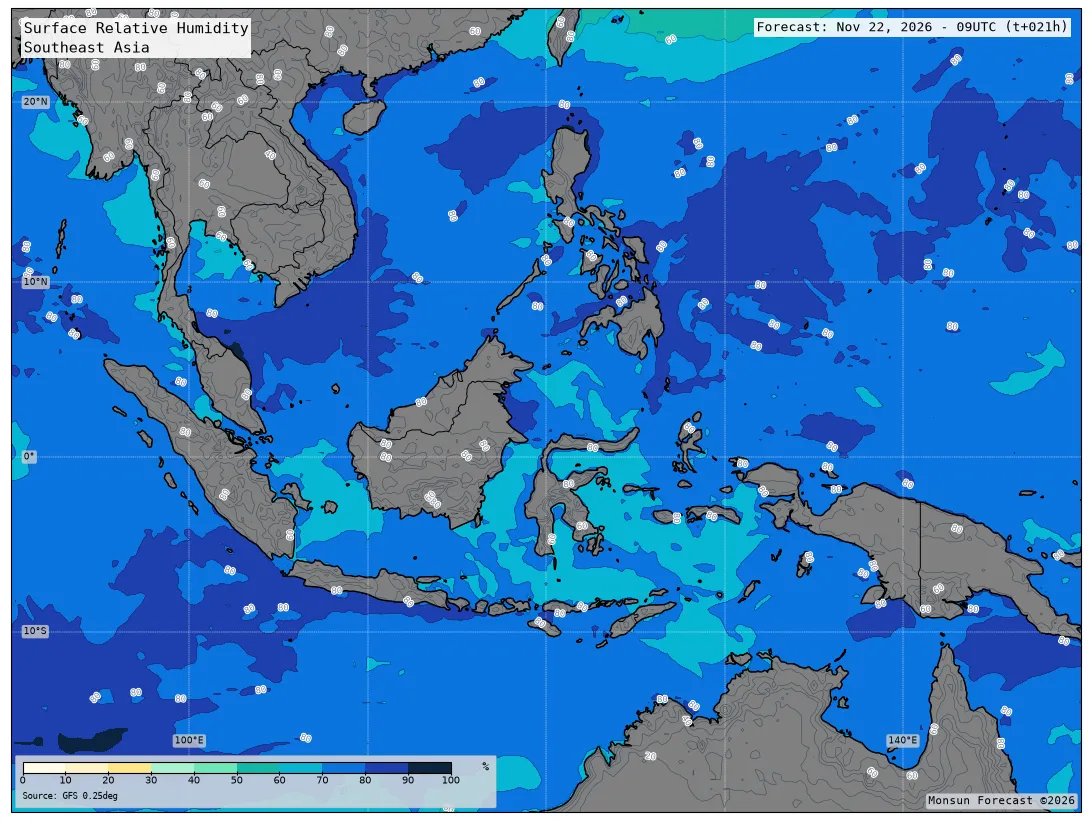 Surface Relative Humidity
Southeast Asia
Forecast: Nov 22, 2026 - 09UTC (t+021h)
20°N
10°N
0°
10°S
100°E
140°E
%
0 10 20 30 40 50 60 70 80 90 100
Source: GFS 0.25deg
Monsun Forecast ©2026